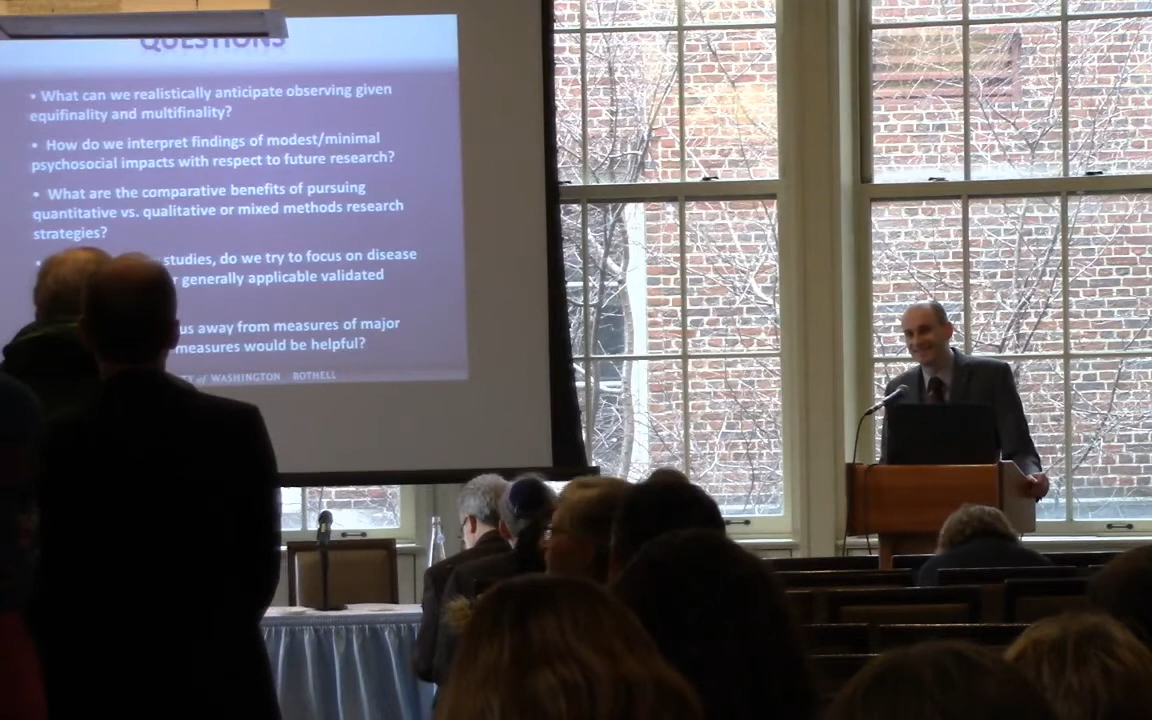 QUESTIONS
• What can we realistically anticipate observing given
equifinality and multifinality?
• How do we interpret findings of modest/minimal
psychosocial impacts with respect to future research?
• What are the comparative benefits of pursuing
quantitative vs. qualitative or mixed methods research
strategies?
• studies, do we try to focus on disease
generally applicable validated
us away from measures of major
measures would be helpful?
of WASHINGTON BOTHELL